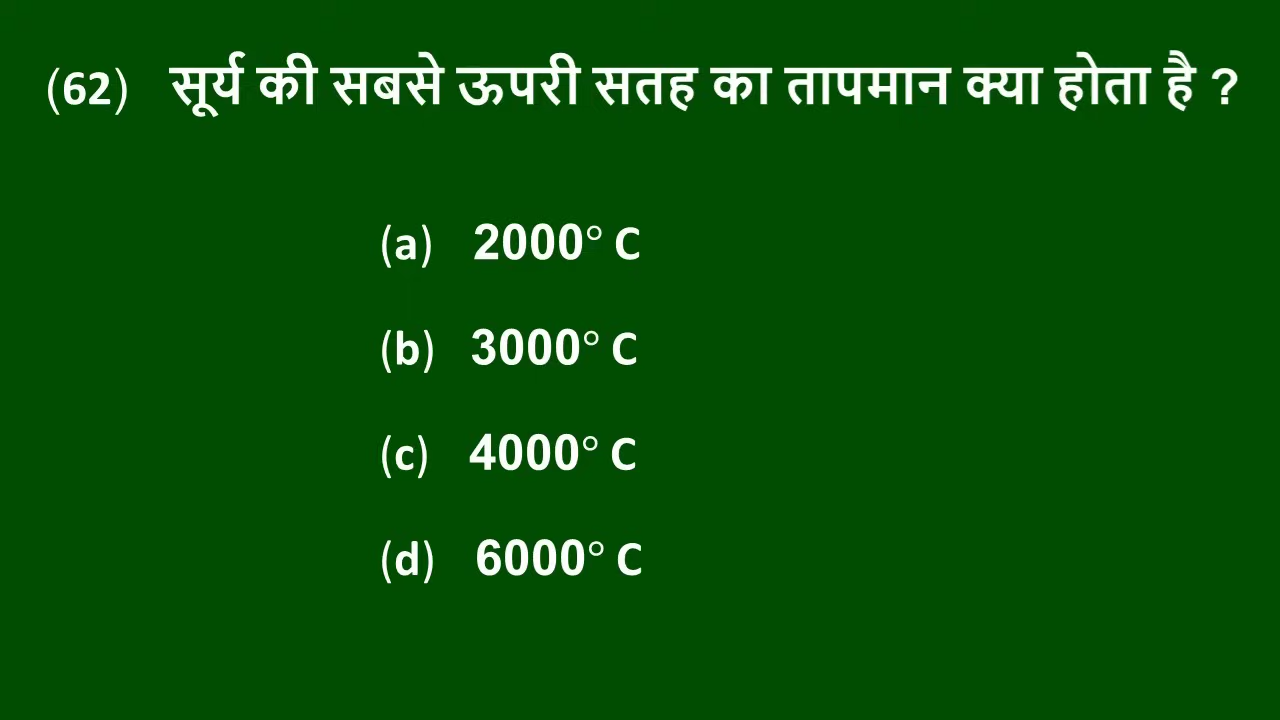 (62) सूर्य की सबसे ऊपरी सतह का तापमान क्या होता है ?
(a) 2000° C
(b) 3000° C
(c) 4000° C
(d) 6000° C